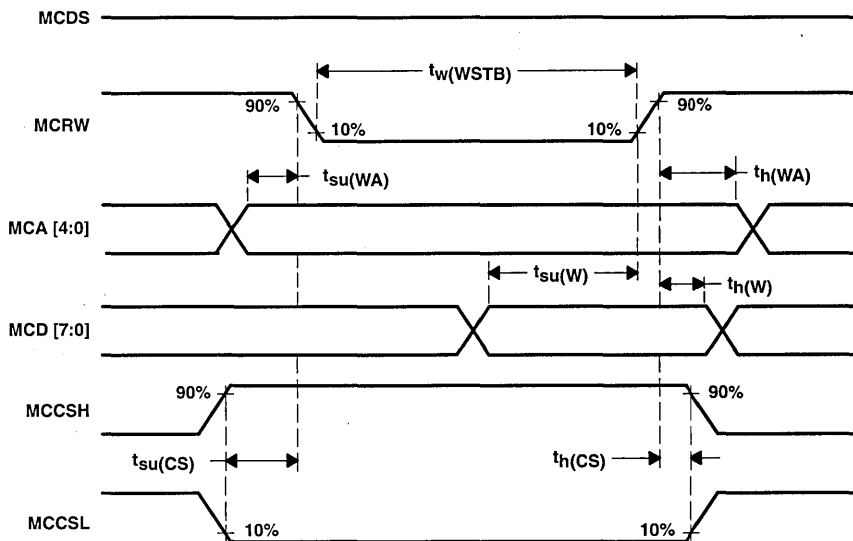 MCDS
tw(WSTB)
90% 90%
MCRW
10% 10%
tsu(WA) th(WA)
MCA [4:0]
tsu(W) th(W)
MCD [7:0]
90% 90%
MCCSH
tsu(CS) th(CS)
MCCSL
10% 10%